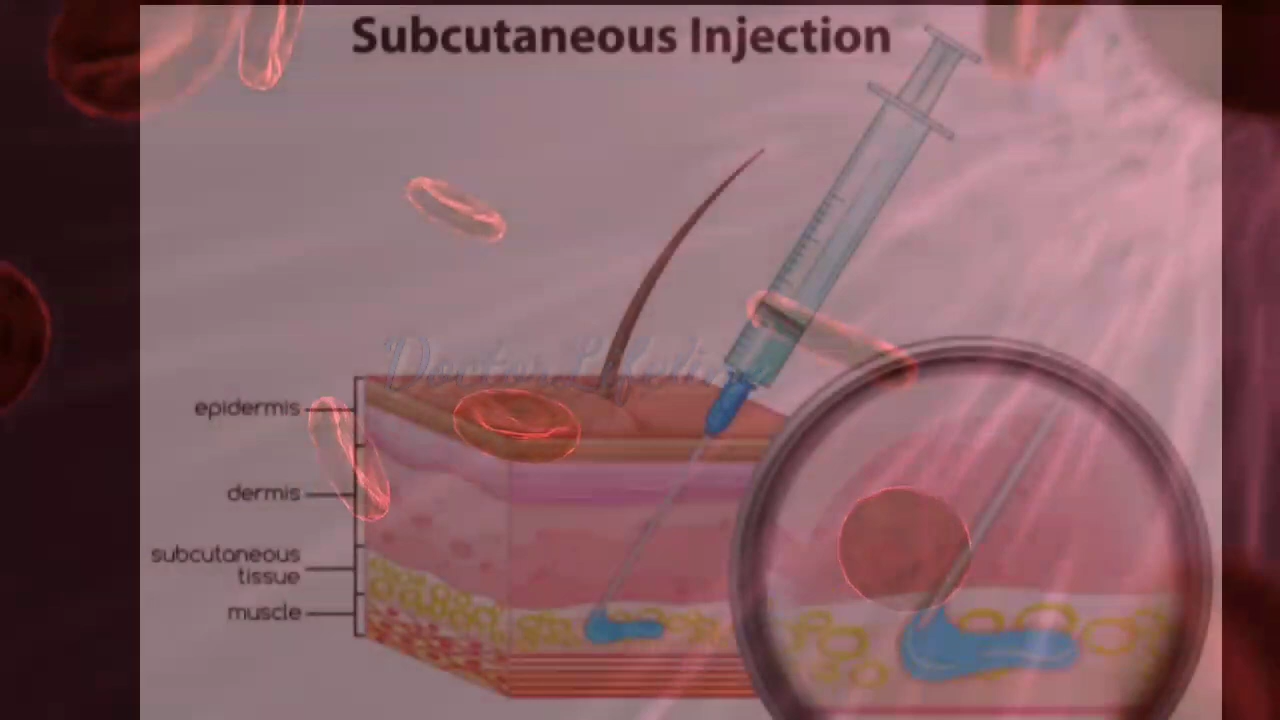 Subcutaneous Injection
epidermis
dermis
subcutaneous
tissue
muscle